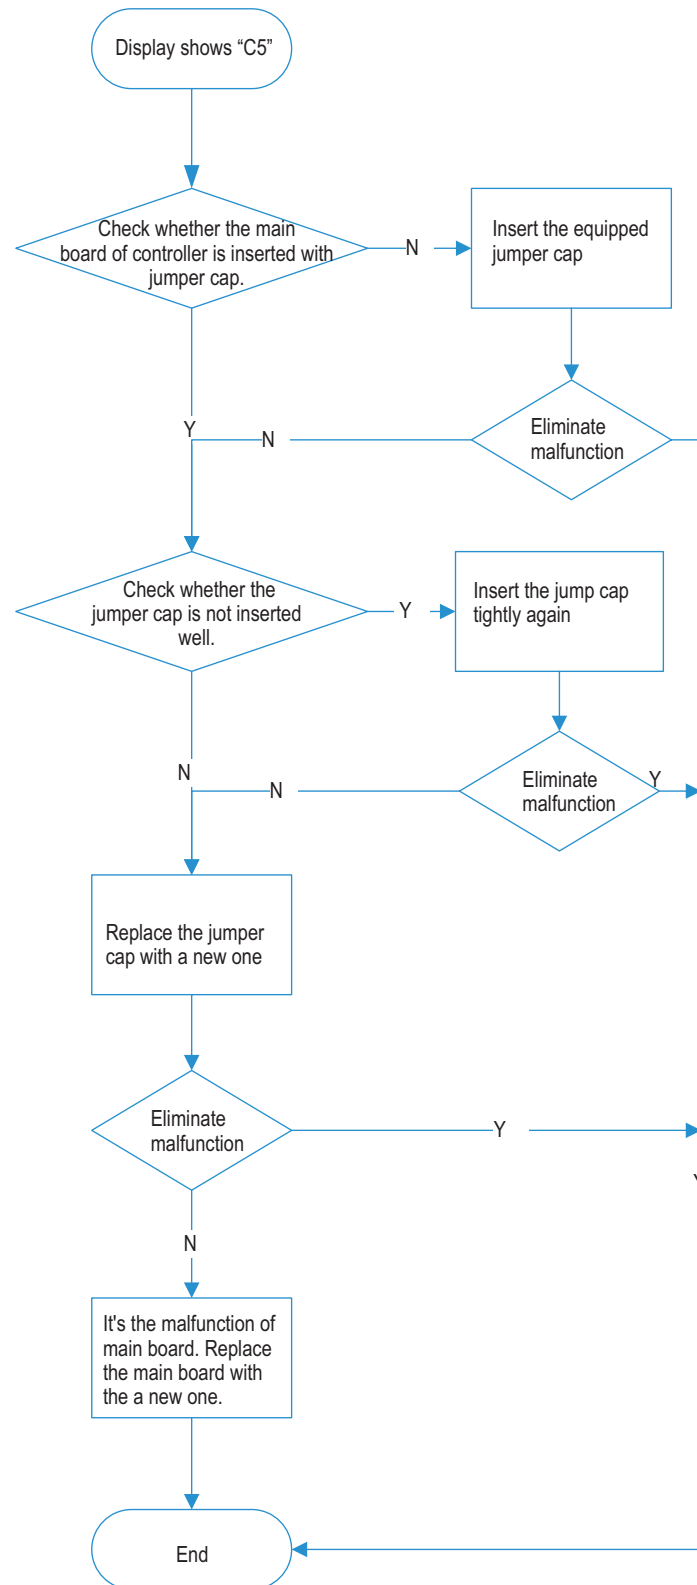 Display shows “C5”
Check whether the main
board of controller is inserted with
jumper cap.
N
Insert the equipped
jumper cap
Y
N
Eliminate
malfunction
Check whether the
jumper cap is not inserted
well.
Y
Insert the jump cap
tightly again
N
N
Eliminate
malfunction
Y
Replace the jumper
cap with a new one
Eliminate
malfunction
Y
Y
N
It's the malfunction of
main board. Replace
the main board with
the a new one.
End